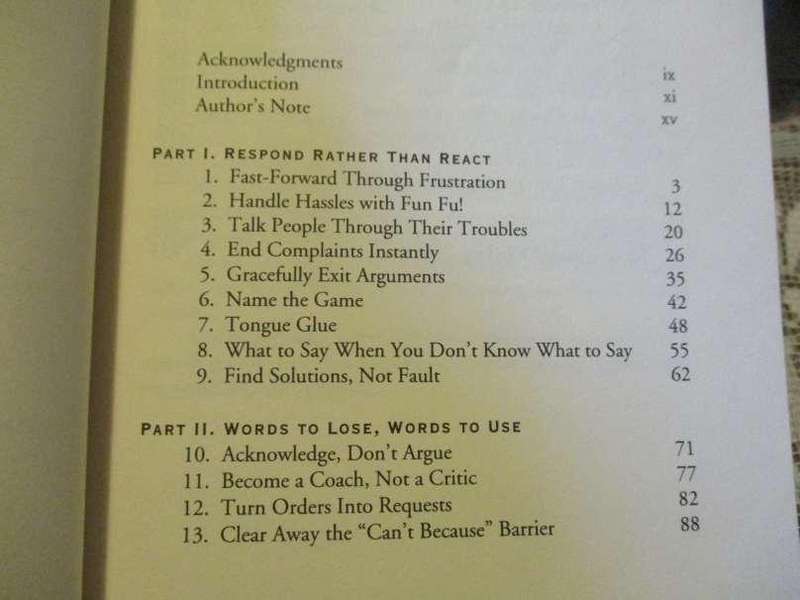 Acknowledgments ix
Introduction xi
Author's Note xv
PART I. RESPOND RATHER THAN REACT
1. Fast-Forward Through Frustration 3
2. Handle Hassles with Fun Fu! 12
3. Talk People Through Their Troubles 20
4. End Complaints Instantly 26
5. Gracefully Exit Arguments 35
6. Name the Game 42
7. Tongue Glue 48
8. What to Say When You Don't Know What to Say 55
9. Find Solutions, Not Fault 62
PART II. WORDS TO LOSE, WORDS TO USE
10. Acknowledge, Don't Argue 71
11. Become a Coach, Not a Critic 77
12. Turn Orders Into Requests 82
13. Clear Away the "Can't Because" Barrier 88